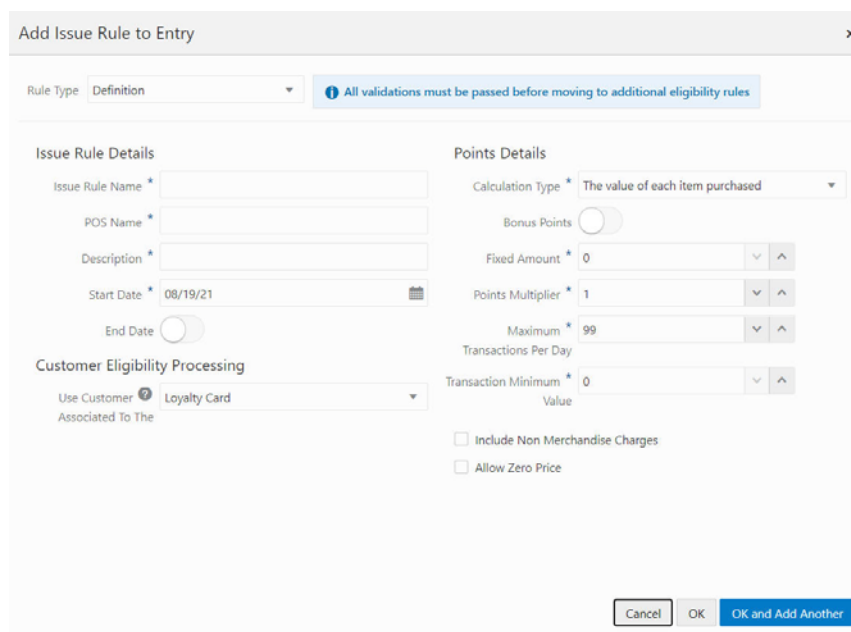 Add Issue Rule to Entry
x
Rule Type Definition
All validations must be passed before moving to additional eligibility rules
Issue Rule Details
Issue Rule Name *
POS Name *
Description *
Start Date * 08/19/21
End Date
Customer Eligibility Processing
Use Customer ? Loyalty Card
Associated To The
Points Details
Calculation Type * The value of each item purchased
Bonus Points
Fixed Amount * 0
Points Multiplier * 1
Maximum * 99
Transactions Per Day
Transaction Minimum * 0
Value
Include Non Merchandise Charges
Allow Zero Price
Cancel OK OK and Add Another